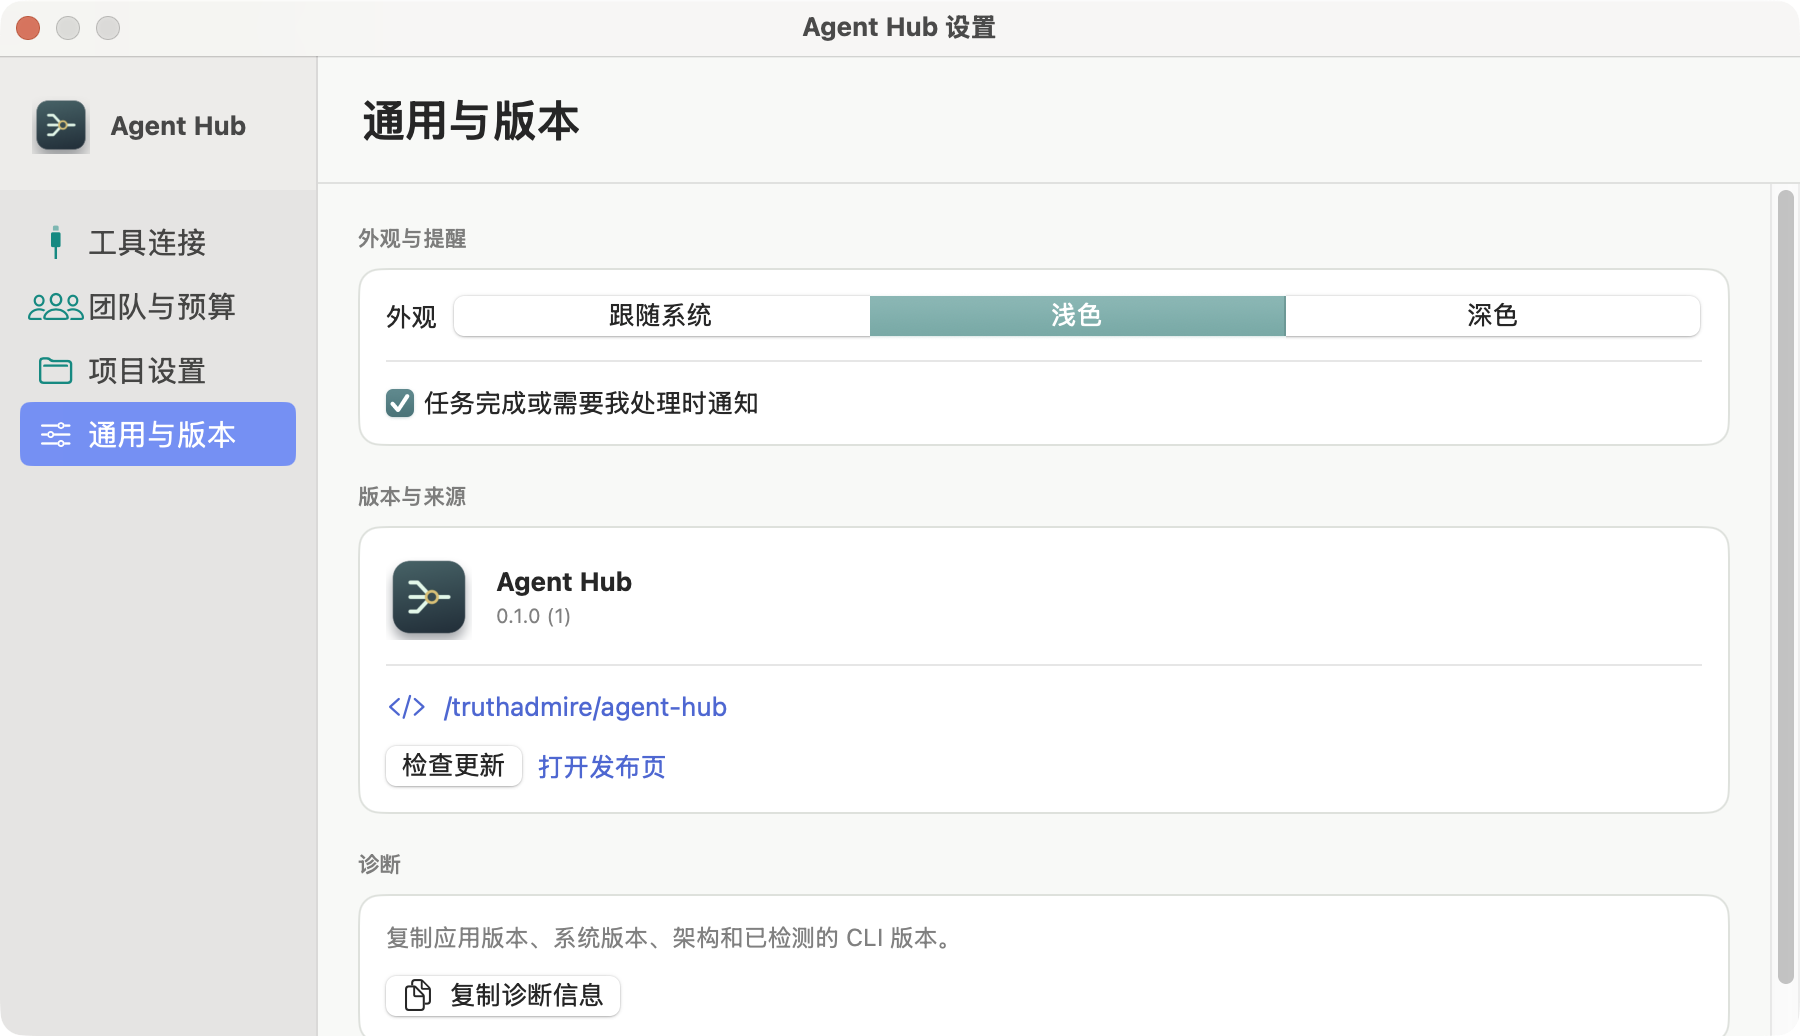 Agent Hub 设置
Agent Hub
工具连接
团队与预算
项目设置
通用与版本
通用与版本
外观与提醒
外观
跟随系统
浅色
深色
任务完成或需要我处理时通知
版本与来源
Agent Hub
0.1.0 (1)
</> /truthadmire/agent-hub
检查更新 打开发布页
诊断
复制应用版本、系统版本、架构和已检测的 CLI 版本。
复制诊断信息